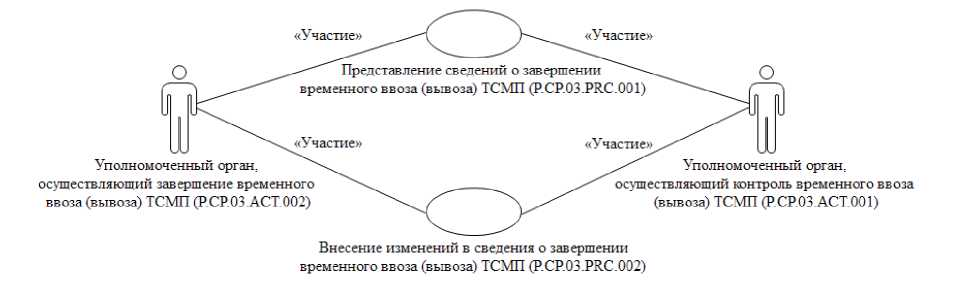 «Участие»
«Участие»
Представление сведений о завершении
временного ввоза (вывоза) ТСМП (P.CP.03.PRC.001)
«Участие»
«Участие»
Уполномоченный орган,
осуществляющий завершение временного
ввоза (вывоза) ТСМП (P.CP.03.ACT.002)
Уполномоченный орган,
осуществляющий контроль временного ввоза
(вывоза) ТСМП (P.CP.03.ACT.001)
Внесение изменений в сведения о завершении
временного ввоза (вывоза) ТСМП (P.CP.03.PRC.002)